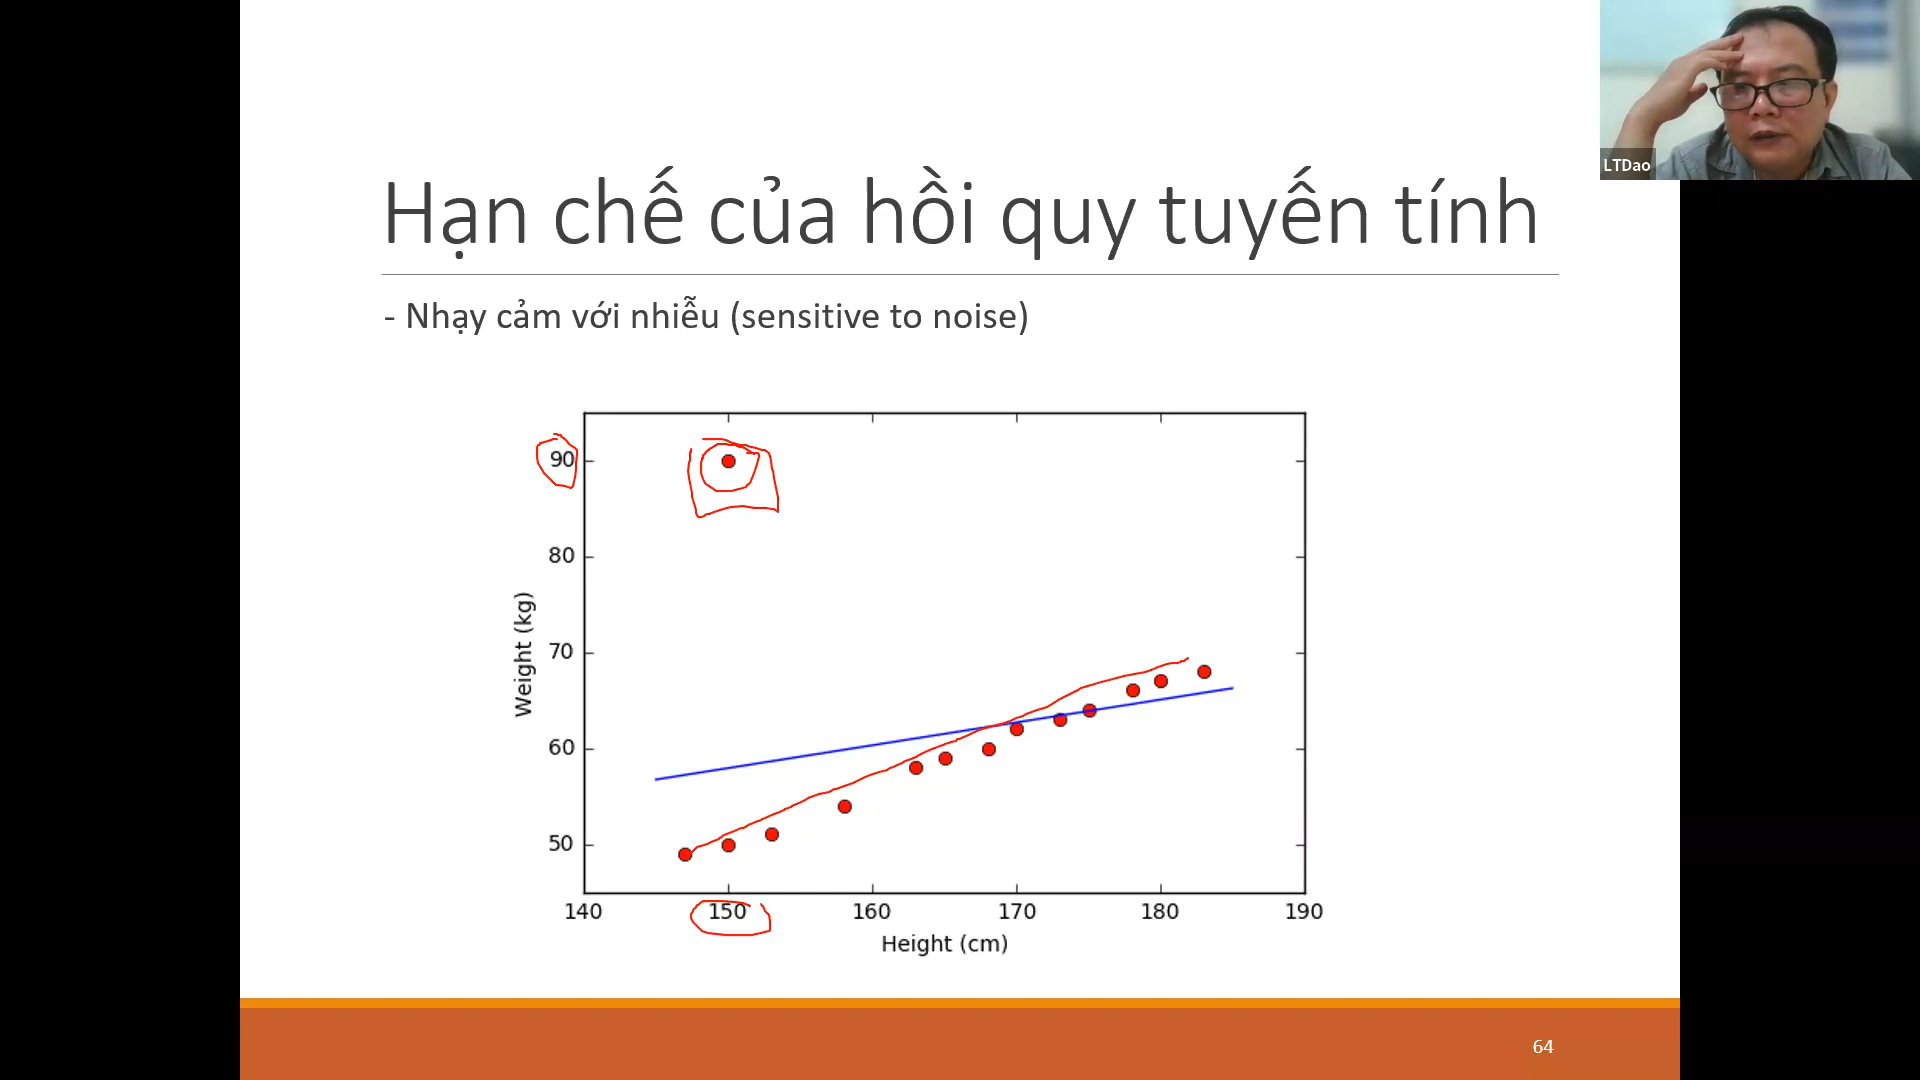 LTDao
Hạn chế của hồi quy tuyến tính
- Nhạy cảm với nhiễu (sensitive to noise)
90
80
70
60
50
Weight (kg)
140 150 160 170 180 190
Height (cm)
64